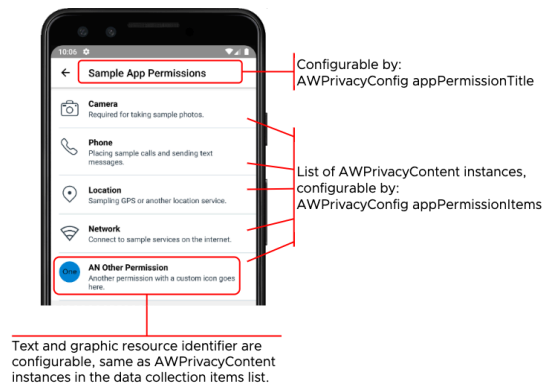 10:06
Sample App Permissions
Configurable by:
AWPrivacyConfig appPermissionTitle
Camera
Required for taking sample photos.
Phone
Placing sample calls and sending text
messages.
List of AWPrivacyContent instances,
configurable by:
AWPrivacyConfig appPermissionItems
Location
Sampling GPS or another location service.
Network
Connect to sample services on the internet.
One
AN Other Permission
Another permission with a custom icon goes
here.
Text and graphic resource identifier are
configurable, same as AWPrivacyContent
instances in the data collection items list.